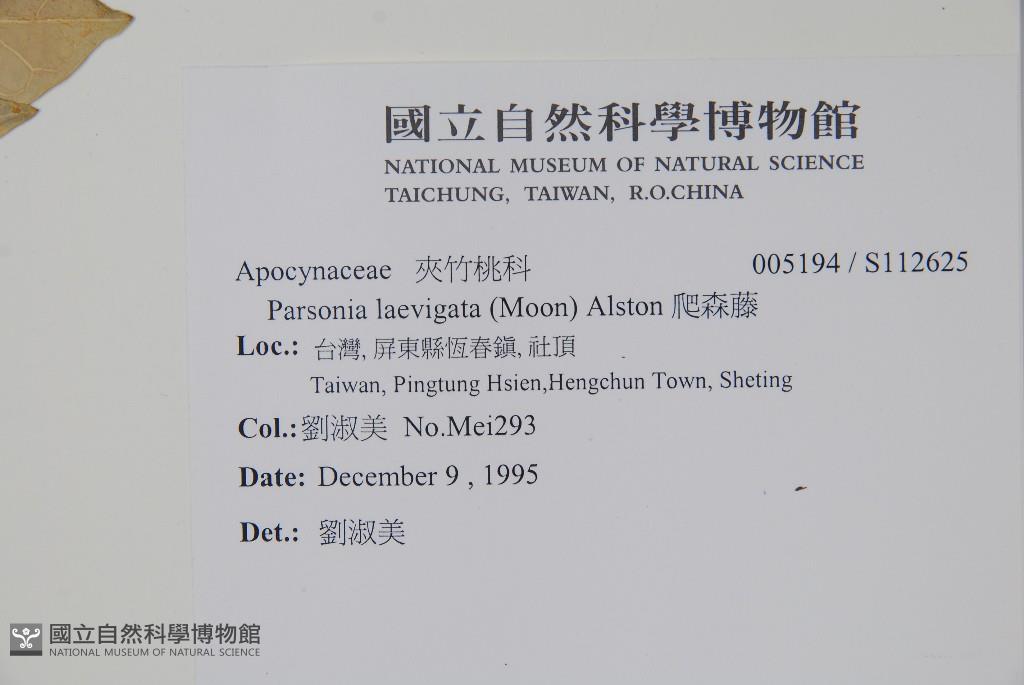 國立自然科學博物館
NATIONAL MUSEUM OF NATURAL SCIENCE
TAICHUNG, TAIWAN, R.O.CHINA
Apocynaceae 夾竹桃科 005194 / S112625
Parsonia laevigata (Moon) Alston 爬森藤
Loc.: 台灣, 屏東縣恆春鎮, 社頂
Taiwan, Pingtung Hsien,Hengchun Town, Sheting
Col.:劉淑美 No.Mei293
Date: December 9 , 1995
Det.: 劉淑美
國立自然科學博物館
NATIONAL MUSEUM OF NATURAL SCIENCE